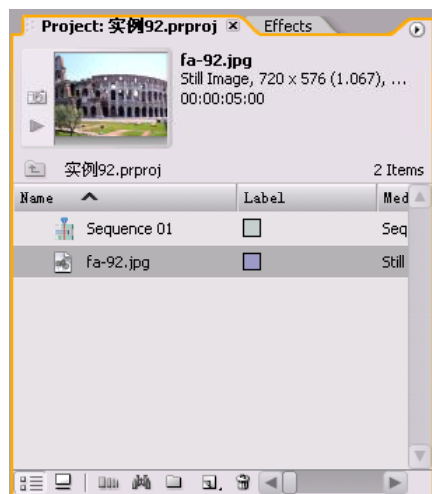 Project: 实例92.prproj Effects
fa-92.jpg
Still Image, 720 x 576 (1.067), ...
00:00:05:00
实例92.prproj 2 Items
Name Label Med
Sequence 01 Seq
fa-92.jpg Still